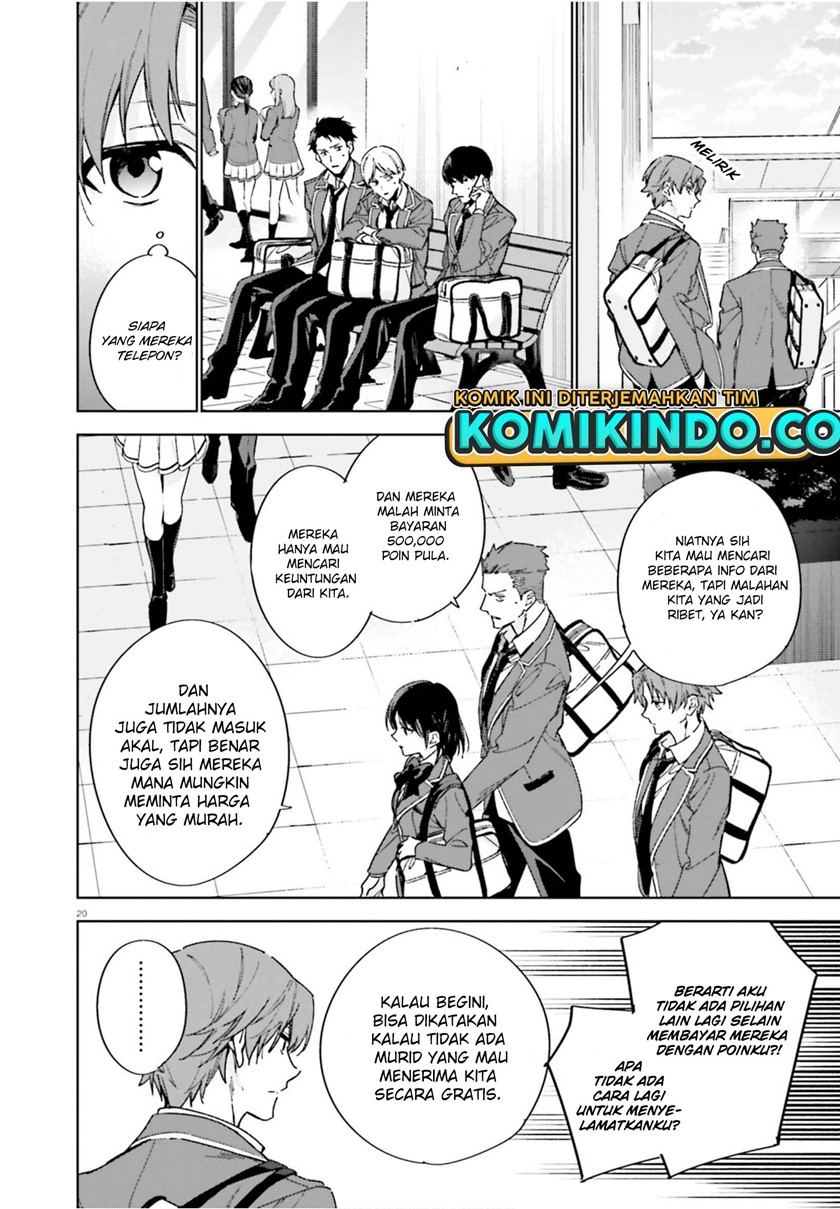 MELIRIK
SIAPA
YANG MEREKA
TELEPON?
KOMIK INI DITERJEMAHKAN TIM
KOMIKINDO.CO
NIATNYA SIH
KITA MAU MENCARI
BEBERAPA INFO DARI
MEREKA, TAPI MALAHAN
KITA YANG JADI
RIBET, YA KAN?
DAN MEREKA
MALAH MINTA
BAYARAN
500,000
POIN PULA.
MEREKA
HANYA MAU
MENCARI
KEUNTUNGAN
DARI KITA.
DAN
JUMLAHNYA
JUGA TIDAK MASUK
AKAL, TAPI BENAR
JUGA SIH MEREKA
MANA MUNGKIN
MEMINTA HARGA
YANG MURAH.
20
BERARTI AKU
TIDAK ADA PILIHAN
LAIN LAGI SELAIN
MEMBAYAR MEREKA
DENGAN POINKU?!
APA
TIDAK ADA
CARA LAGI
UNTUK MENYE-
LAMATKANKU?
KALAU BEGINI,
BISA DIKATAKAN
KALAU TIDAK ADA
MURID YANG MAU
MENERIMA KITA
SECARA GRATIS.
.........